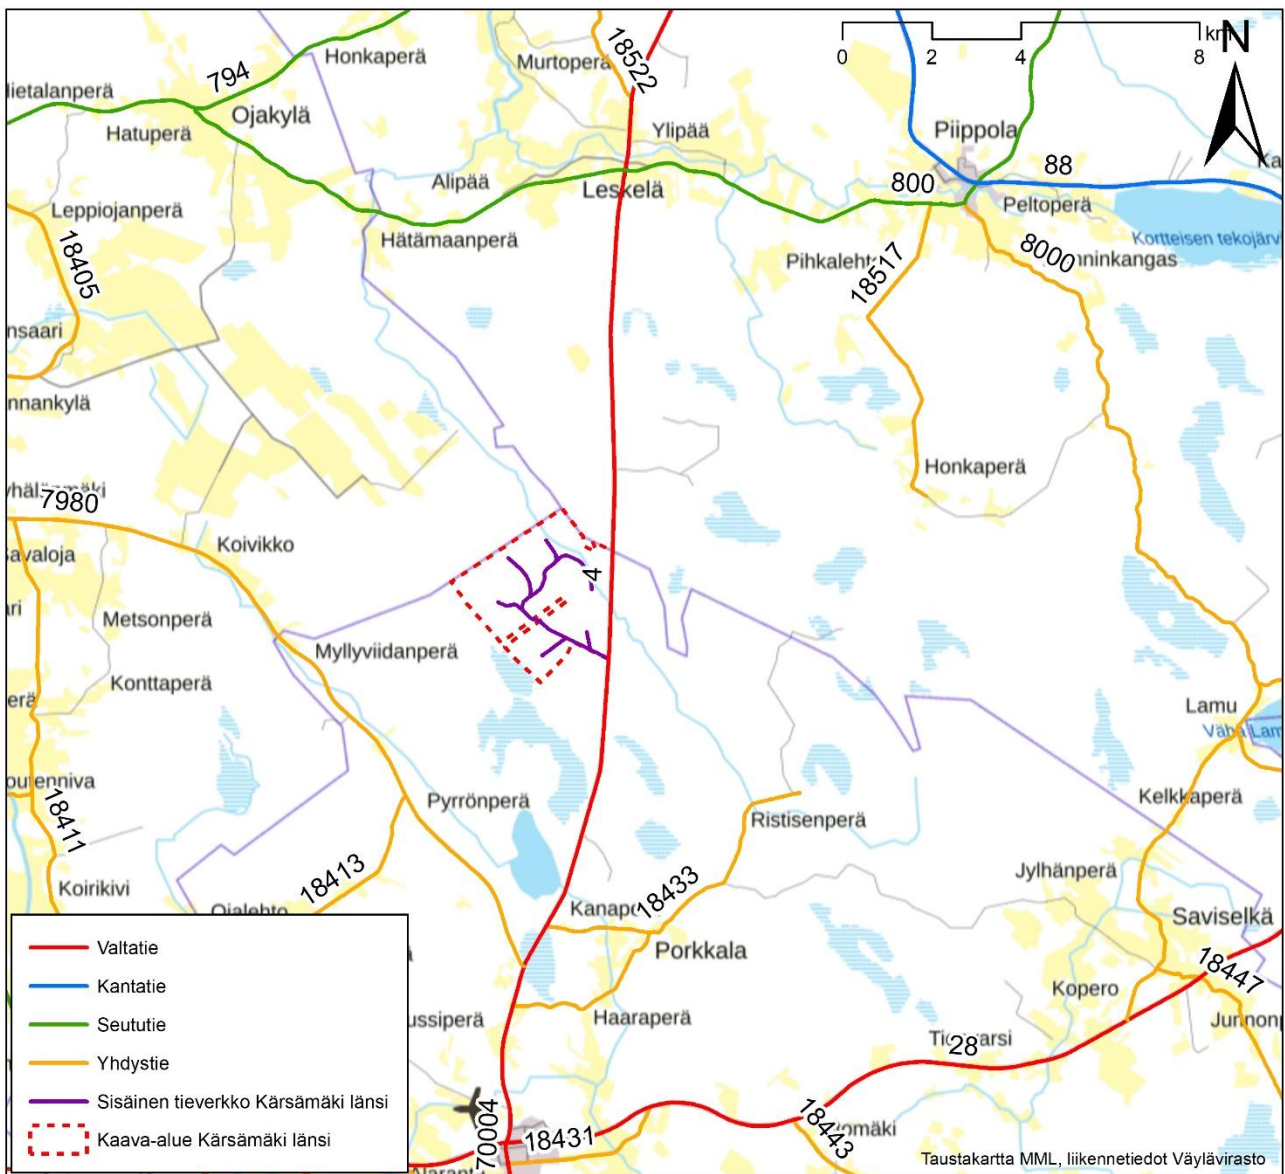 Honkaperä
Murtoperä
18522
0 2 4 8 km
N
794
Ojakylä
Hatuperä
Ylipää
Piippola
88
Alipää
Leskelä
800
Peltoperä
Leppiojanperä
Hätämaanperä
Kortteisen tekojärvi
8000
18405
18517
Honkaperä
7980
Koivikko
4
Metsonperä
Myllyviidanperä
Konttaperä
Lamu
Pyrrönperä
Kelkkaperä
Ristisenperä
18411
18413
18433
Jylhänperä
Koirikivi
Saviselkä
Porkkala
18447
Kopero
Haaraperä
28
70004
18431
18443
Valtatie
Kantatie
Seututie
Yhdystie
Sisäinen tieverkko Kärsämäki länsi
Kaava-alue Kärsämäki länsi
Taustakartta MML, liikennetiedot Väylävirasto